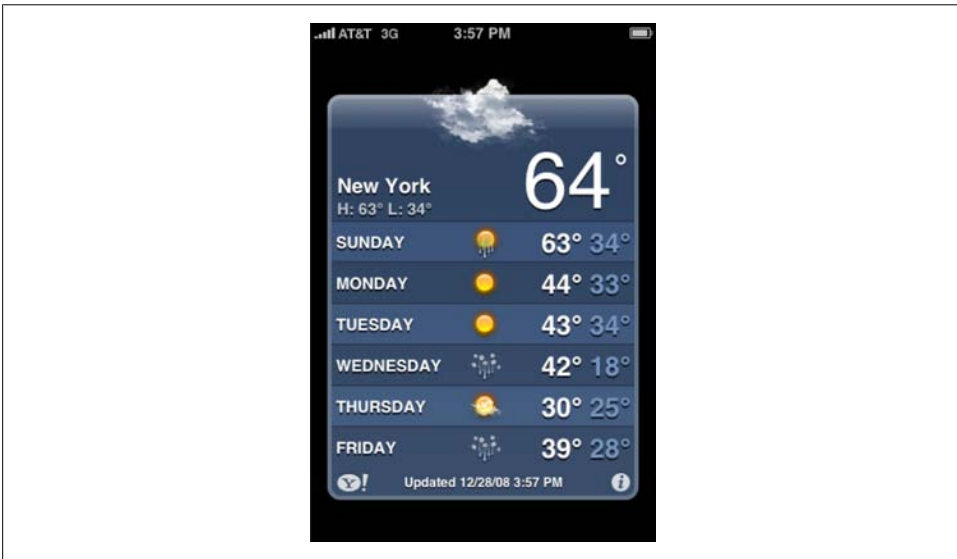 AT&T 3G 3:57 PM
64°
New York
H: 63° L: 34°
SUNDAY 63° 34°
MONDAY 44° 33°
TUESDAY 43° 34°
WEDNESDAY 42° 18°
THURSDAY 30° 25°
FRIDAY 39° 28°
Y! Updated 12/28/08 3:57 PM i